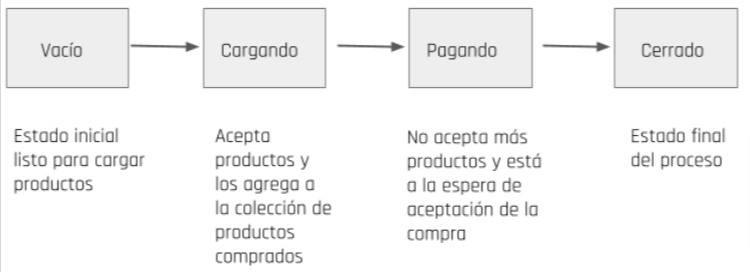 Vacío
Cargando
Pagando
Cerrado
Estado inicial
listo para cargar
productos
Acepta
productos y
los agrega a
la colección de
productos
comprados
No acepta más
productos y está
a la espera de
aceptación de la
compra
Estado final
del proceso